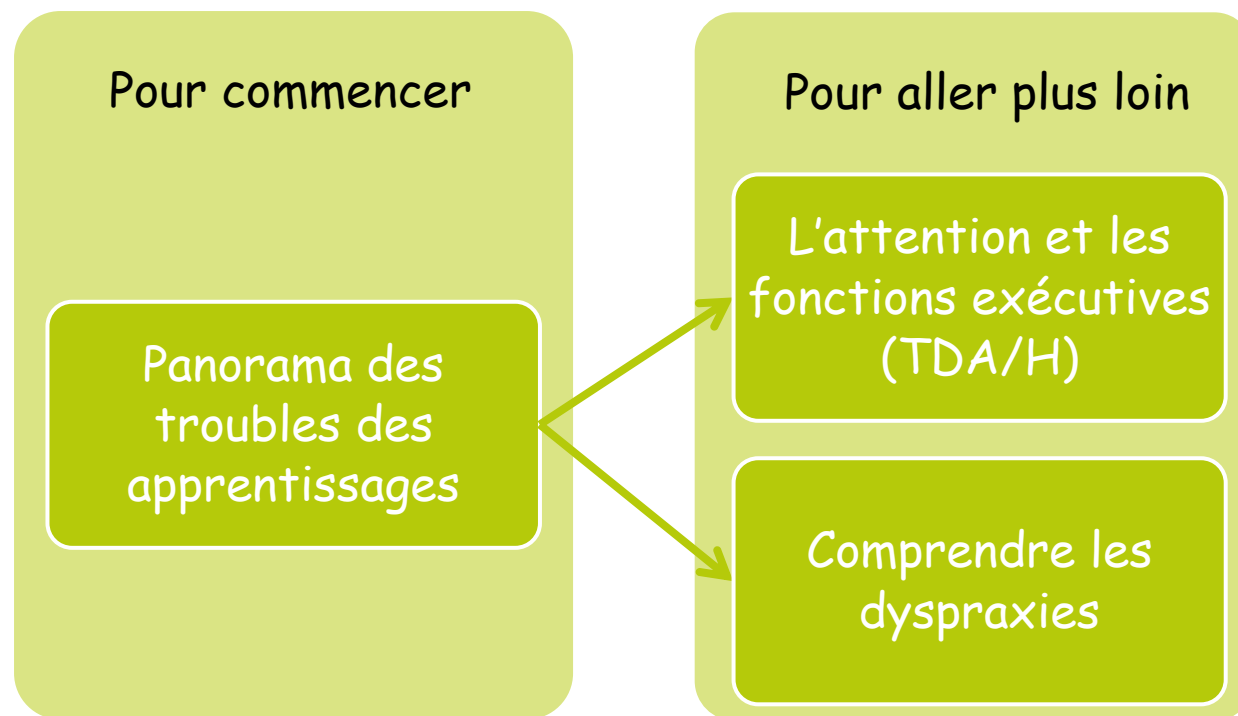 Pour commencer
Panorama des
troubles des
apprentissages
Pour aller plus loin
L'attention et les
fonctions exécutives
(TDA/H)
Comprendre les
dyspraxies